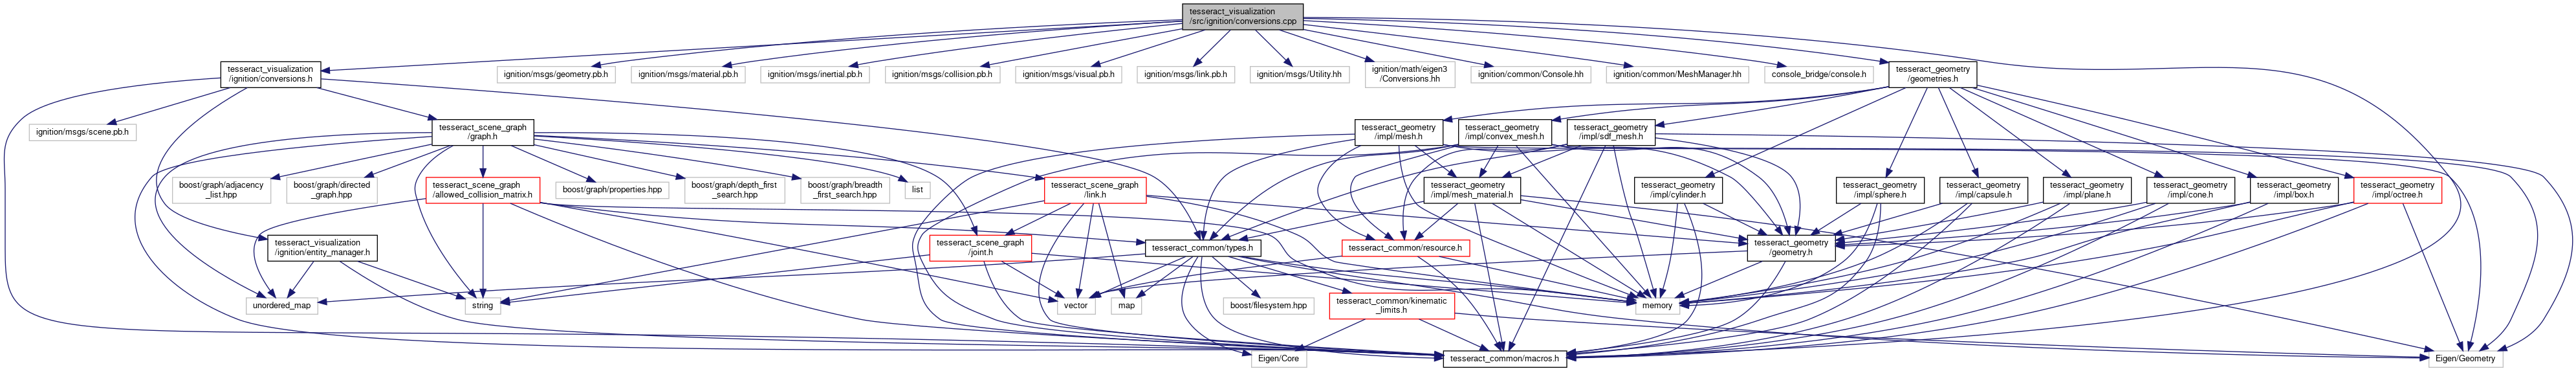 tesseract_visualization
/src/ignition/conversions.cpp
tesseract_visualization
/ignition/conversions.h
ignition/msgs/geometry.pb.h
ignition/msgs/material.pb.h
ignition/msgs/inertial.pb.h
ignition/msgs/collision.pb.h
ignition/msgs/visual.pb.h
ignition/msgs/link.pb.h
ignition/msgs/Utility.hh
ignition/math/eigen3
/Conversions.hh
ignition/common/Console.hh
ignition/common/MeshManager.hh
console_bridge/console.h
tesseract_geometry
/geometries.h
ignition/msgs/scene.pb.h
tesseract_scene_graph
/graph.h
tesseract_geometry
/impl/mesh.h
tesseract_geometry
/impl/convex_mesh.h
tesseract_geometry
/impl/sdf_mesh.h
boost/graph/adjacency
_list.hpp
boost/graph/directed
_graph.hpp
tesseract_scene_graph
/allowed_collision_matrix.h
boost/graph/properties.hpp
boost/graph/depth_first
_search.hpp
boost/graph/breadth
_first_search.hpp
list
tesseract_scene_graph
/link.h
tesseract_geometry
/impl/mesh_material.h
tesseract_geometry
/impl/cylinder.h
tesseract_geometry
/impl/sphere.h
tesseract_geometry
/impl/capsule.h
tesseract_geometry
/impl/plane.h
tesseract_geometry
/impl/cone.h
tesseract_geometry
/impl/box.h
tesseract_geometry
/impl/octree.h
tesseract_visualization
/ignition/entity_manager.h
tesseract_scene_graph
/joint.h
tesseract_common/types.h
tesseract_common/resource.h
tesseract_geometry
/geometry.h
unordered_map
string
vector
map
boost/filesystem.hpp
tesseract_common/kinematic
_limits.h
memory
Eigen/Core
tesseract_common/macros.h
Eigen/Geometry